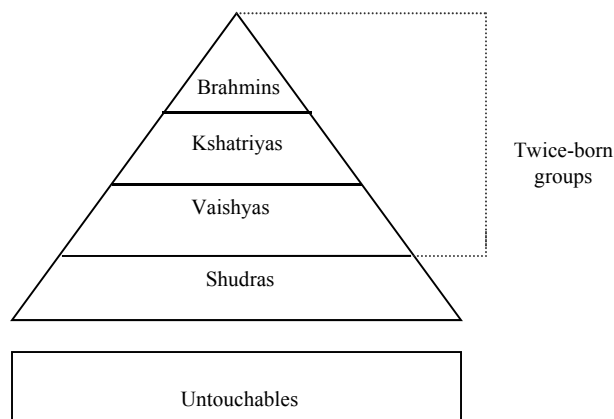 Brahmins
Kshatriyas
Twice-born
groups
Vaishyas
Shudras
Untouchables